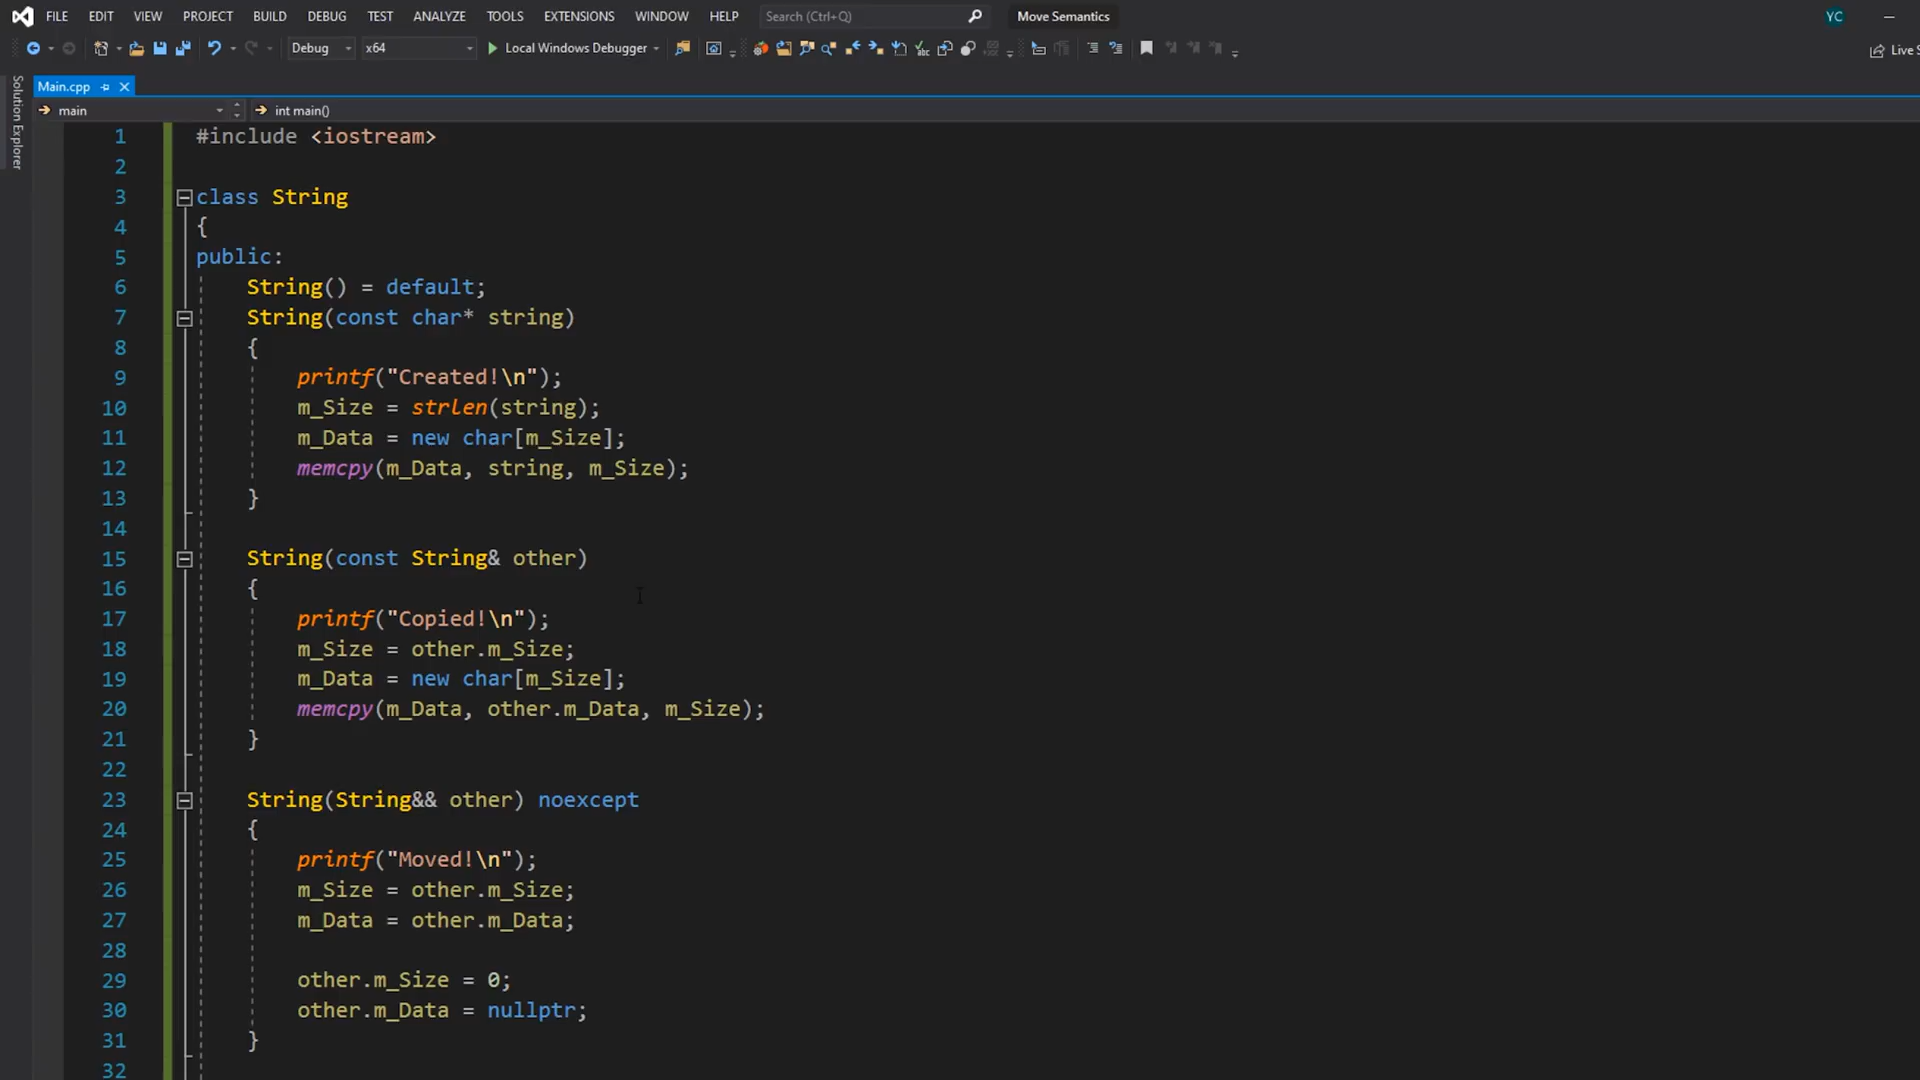 FILE EDIT VIEW PROJECT BUILD DEBUG TEST ANALYZE TOOLS EXTENSIONS WINDOW HELP Search (Ctrl+Q) Move Semantics YC
Debug x64 Local Windows Debugger Live S
Solution Explorer
Main.cpp
main int main()
1 #include <iostream>
2
3 class String
4 {
5 public:
6 String() = default;
7 String(const char* string)
8 {
9 printf("Created!\n");
10 m_Size = strlen(string);
11 m_Data = new char[m_Size];
12 memcpy(m_Data, string, m_Size);
13 }
14
15 String(const String& other)
16 {
17 printf("Copied!\n");
18 m_Size = other.m_Size;
19 m_Data = new char[m_Size];
20 memcpy(m_Data, other.m_Data, m_Size);
21 }
22
23 String(String&& other) noexcept
24 {
25 printf("Moved!\n");
26 m_Size = other.m_Size;
27 m_Data = other.m_Data;
28
29 other.m_Size = 0;
30 other.m_Data = nullptr;
31 }
32